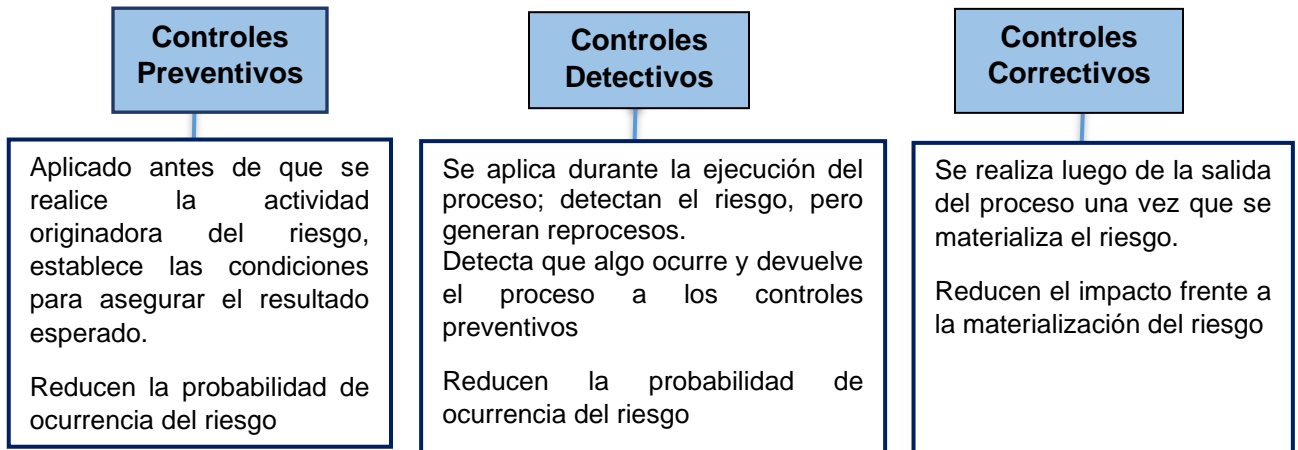 Controles
Preventivos
Aplicado antes de que se
realice la actividad
originadora del riesgo,
establece las condiciones
para asegurar el resultado
esperado.
Reducen la probabilidad de
ocurrencia del riesgo
Controles
Detectivos
Se aplica durante la ejecución del
proceso; detectan el riesgo, pero
generan reprocesos.
Detecta que algo ocurre y devuelve
el proceso a los controles
preventivos
Reducen la probabilidad de
ocurrencia del riesgo
Controles
Correctivos
Se realiza luego de la salida
del proceso una vez que se
materializa el riesgo.
Reducen el impacto frente a
la materialización del riesgo